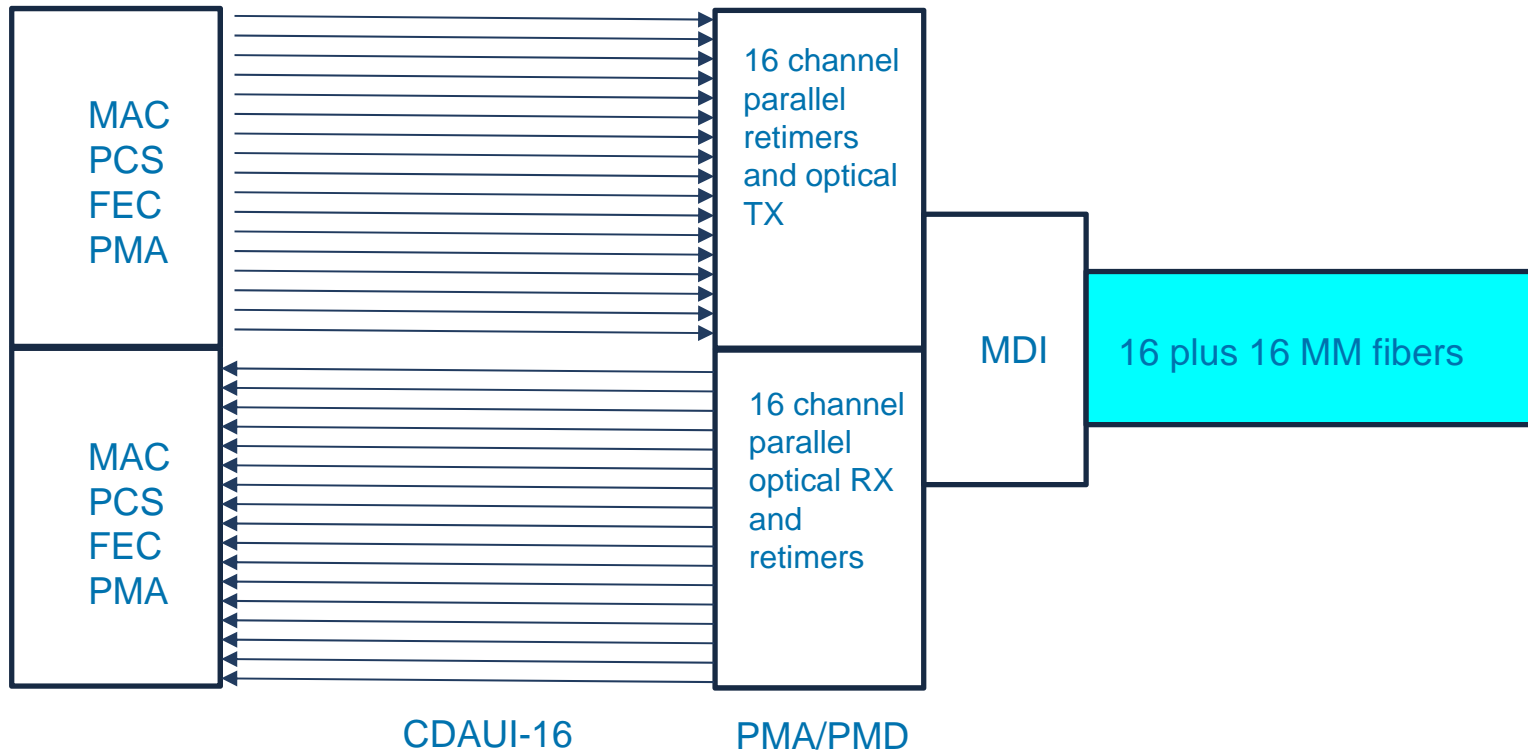 MAC
PCS
FEC
PMA
16 channel
parallel
retimers
and optical
TX
MDI
16 plus 16 MM fibers
MAC
PCS
FEC
PMA
16 channel
parallel
optical RX
and
retimers
CDAUI-16
PMA/PMD